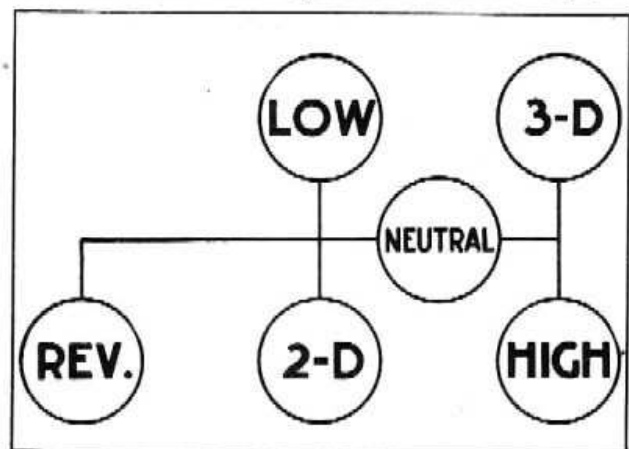 LOW
3-D
NEUTRAL
REV.
2-D
HIGH